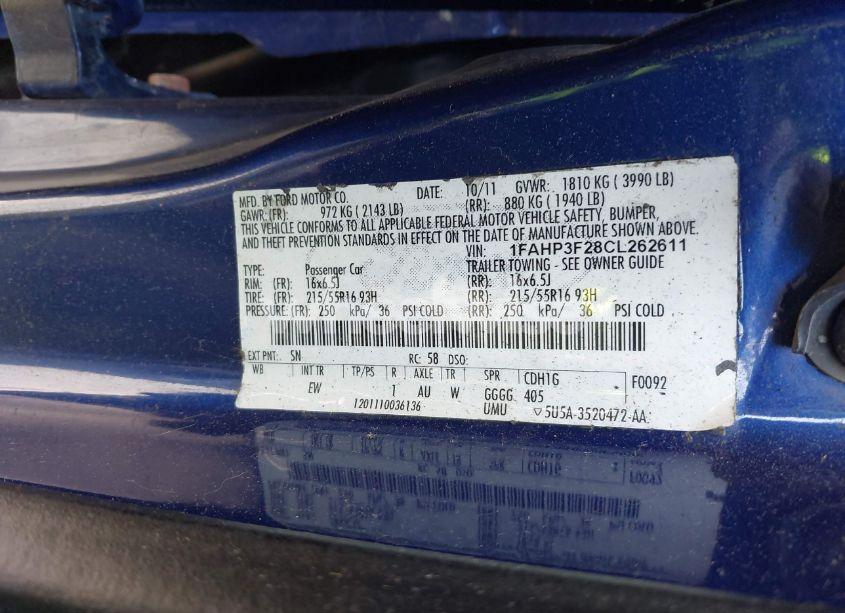 MFD. BY FORD MOTOR CO. DATE: 10/11 GVWR: 1810 KG ( 3990 LB)
GAWR:(FR): 972 KG ( 2143 LB) (RR): 880 KG ( 1940 LB)
THIS VEHICLE CONFORMS TO ALL APPLICABLE FEDERAL MOTOR VEHICLE SAFETY, BUMPER,
AND THEFT PREVENTION STANDARDS IN EFFECT ON THE DATE OF MANUFACTURE SHOWN ABOVE.
VIN: 1FAHP3F28CL262611
TYPE: Passenger Car TRAILER TOWING - SEE OWNER GUIDE
RIM: (FR): 16x6.5J (RR): 16x6.5J
TIRE: (FR): 215/55R16 93H (RR): 215/55R16 93H
PRESSURE:(FR): 250 kPa/ 36 PSI COLD (RR): 250 kPa/ 36 PSI COLD
EXT PNT: SN RC: 58 DSO:
WB INT TR TP/PS R AXLE TR SPR CDH1G F0092
EW 1 AU W GGGG 405
1201110036136 UMU 5U5A-3520472-AA